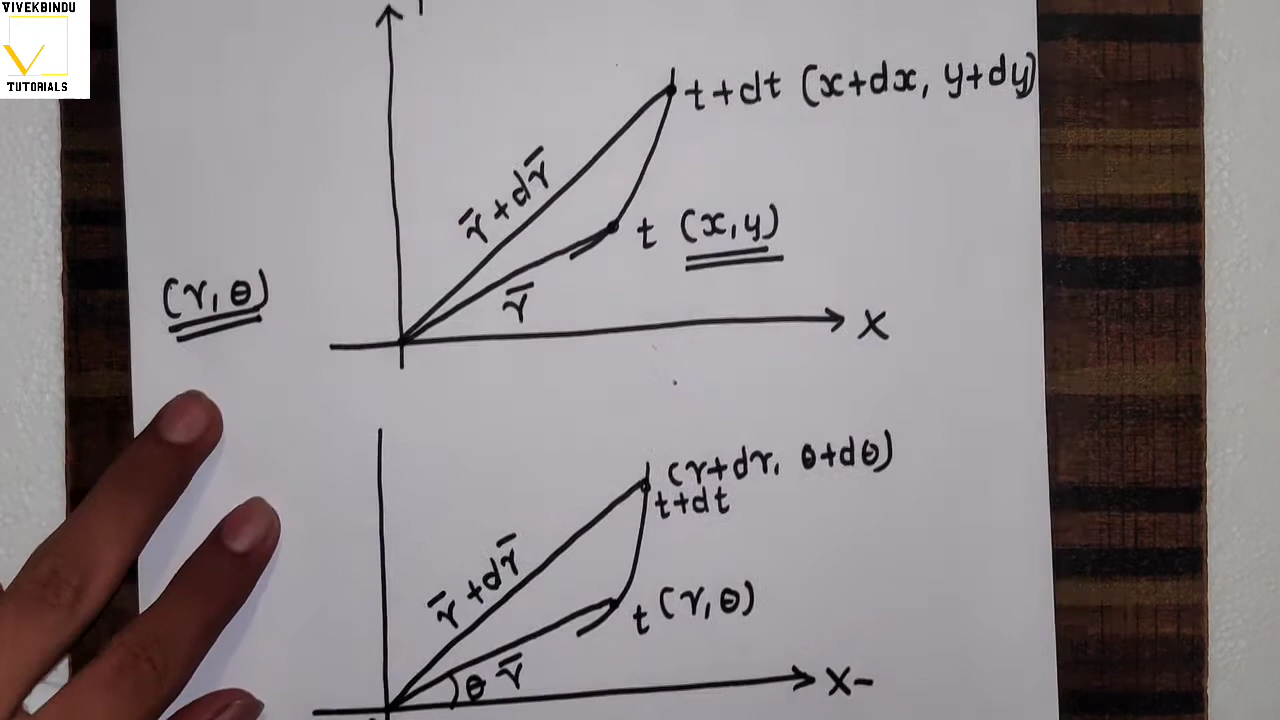 VIVEKBINDU
TUTORIALS
t+dt (x+dx, y+dy)
r̅+dr̅
t (x,y)
r̅
(r,θ)
X
(r+dr, θ+dθ)
t+dt
r̅+dr̅
t (r,θ)
θ r̅
X-